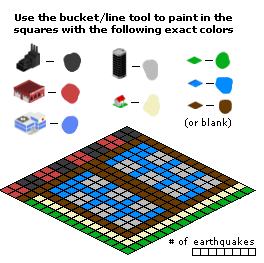 Use the bucket/line tool to paint in the
squares with the following exact colors
(or blank)
# of earthquakes